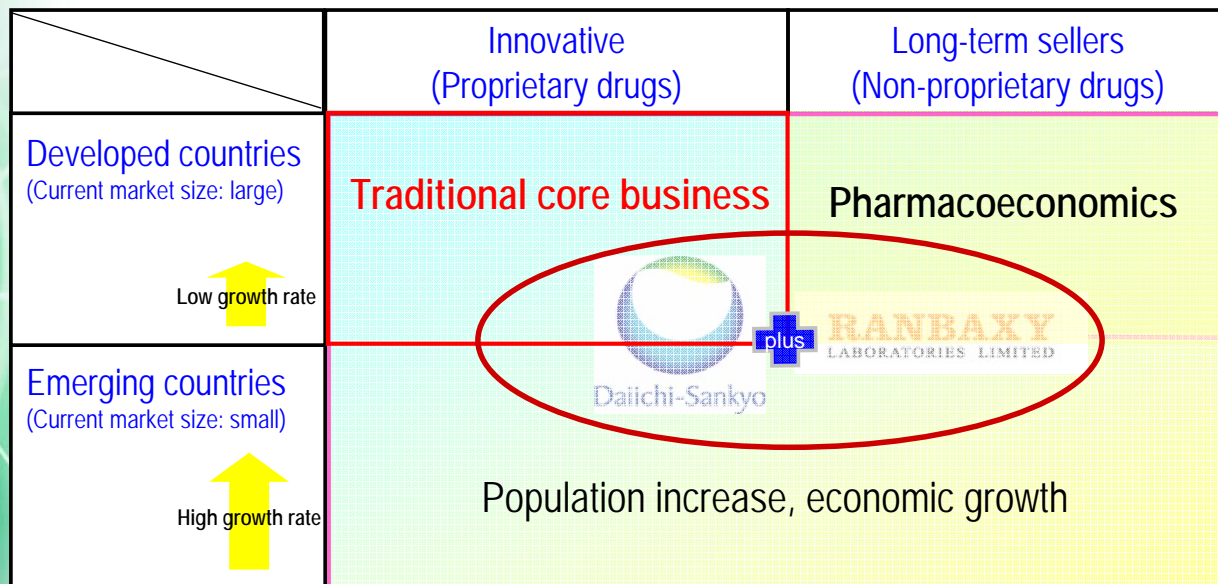 Innovative
(Proprietary drugs)
Long-term sellers
(Non-proprietary drugs)
Developed countries
(Current market size: large)
Low growth rate
Traditional core business
Pharmacoeconomics
Daiichi-Sankyo
plus
RANBAXY
LABORATORIES LIMITED
Emerging countries
(Current market size: small)
High growth rate
Population increase, economic growth